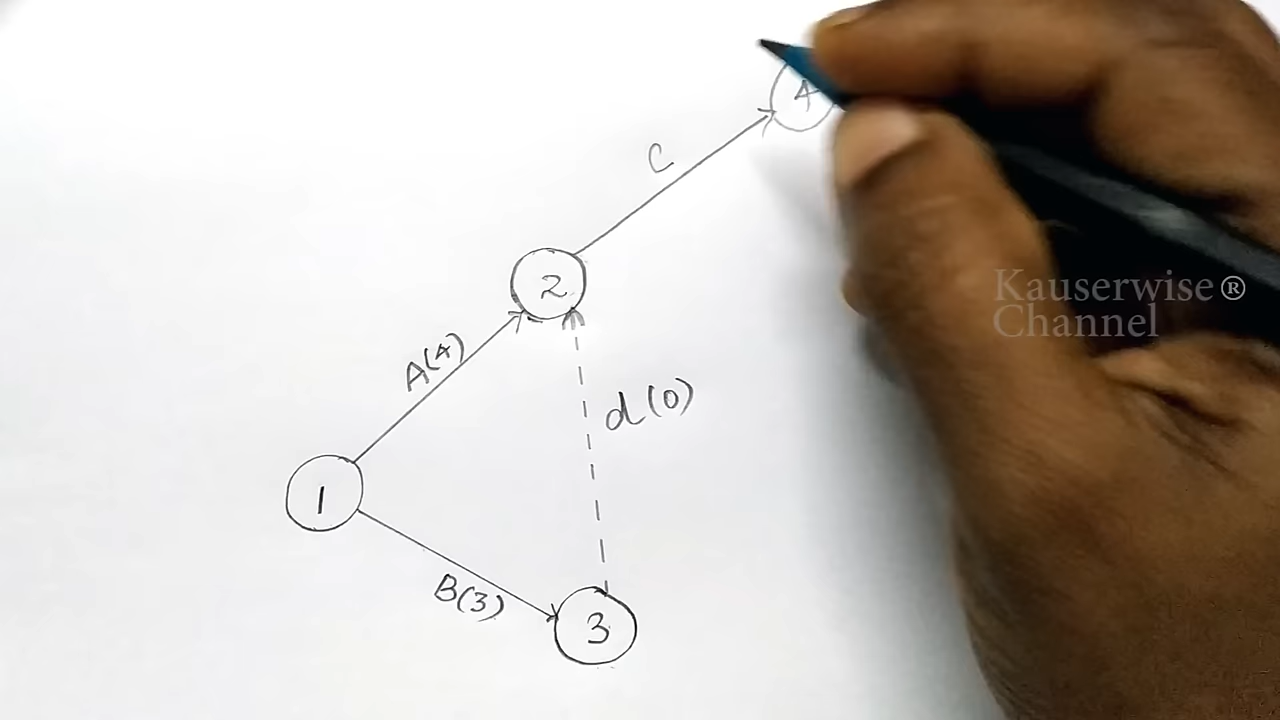 4
C
2
A(4)
d(0)
1
B(3)
3
Kauserwise®
Channel